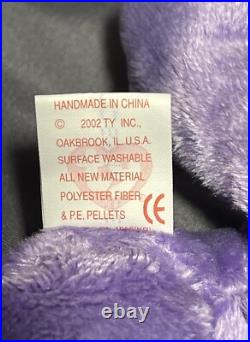 HANDMADE IN CHINA
© 2002 TY INC.,
OAKBROOK, IL. U.S.A.
SURFACE WASHABLE
ALL NEW MATERIAL
POLYESTER FIBER
& P.E. PELLETS CE